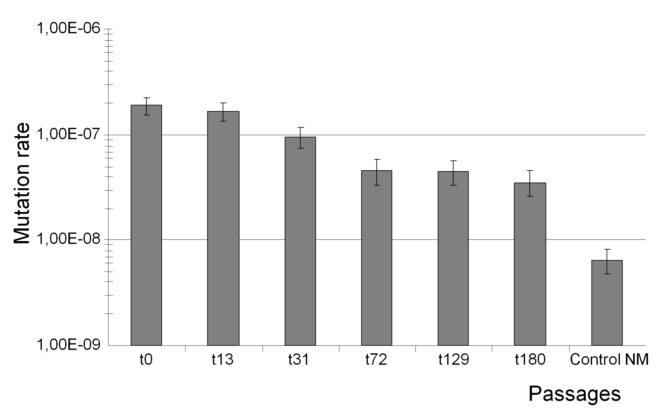 1,00E-06
1,00E-07
1,00E-08
1,00E-09
Mutation rate
t0 t13 t31 t72 t129 t180 Control NM
Passages